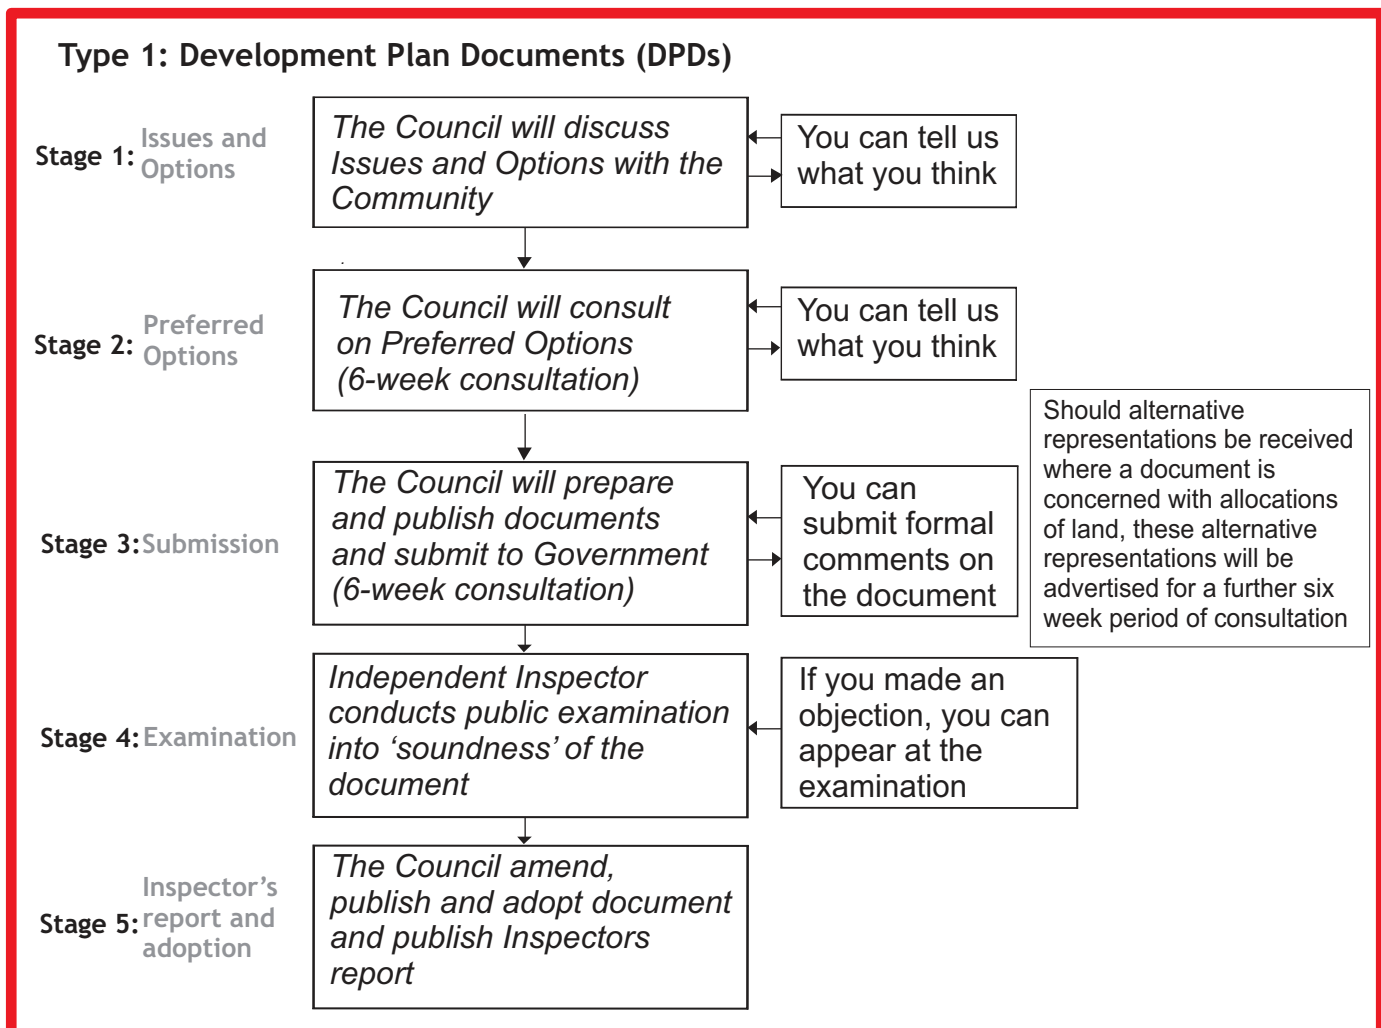 Type 1: Development Plan Documents (DPDs)
Stage 1:
Issues and
Options
The Council will discuss
Issues and Options with the
Community
You can tell us
what you think
Stage 2:
Preferred
Options
The Council will consult
on Preferred Options
(6-week consultation)
You can tell us
what you think
Stage 3:
Submission
The Council will prepare
and publish documents
and submit to Government
(6-week consultation)
You can
submit formal
comments on
the document
Should alternative
representations be received
where a document is
concerned with allocations
of land, these alternative
representations will be
advertised for a further six
week period of consultation
Stage 4:
Examination
Independent Inspector
conducts public examination
into ‘soundness’ of the
document
If you made an
objection, you can
appear at the
examination
Stage 5:
Inspector’s
report and
adoption
The Council amend,
publish and adopt document
and publish Inspectors
report